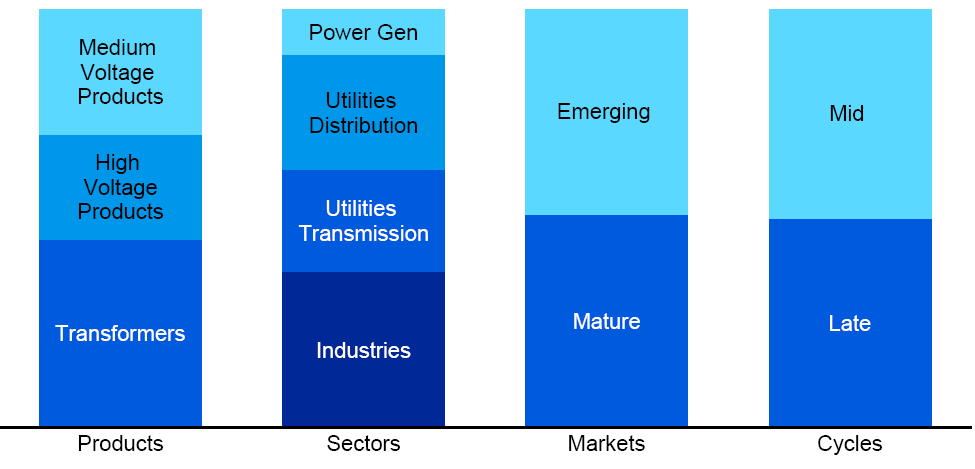 Medium
Voltage
Products
High
Voltage
Products
Transformers
Products
Power Gen
Utilities
Distribution
Utilities
Transmission
Industries
Sectors
Emerging
Mature
Markets
Mid
Late
Cycles